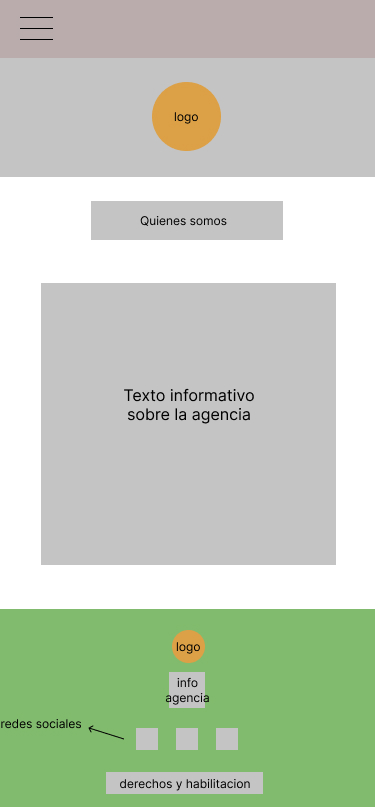 logo
Quienes somos
Texto informativo
sobre la agencia
logo
info
agencia
redes sociales
derechos y habilitacion